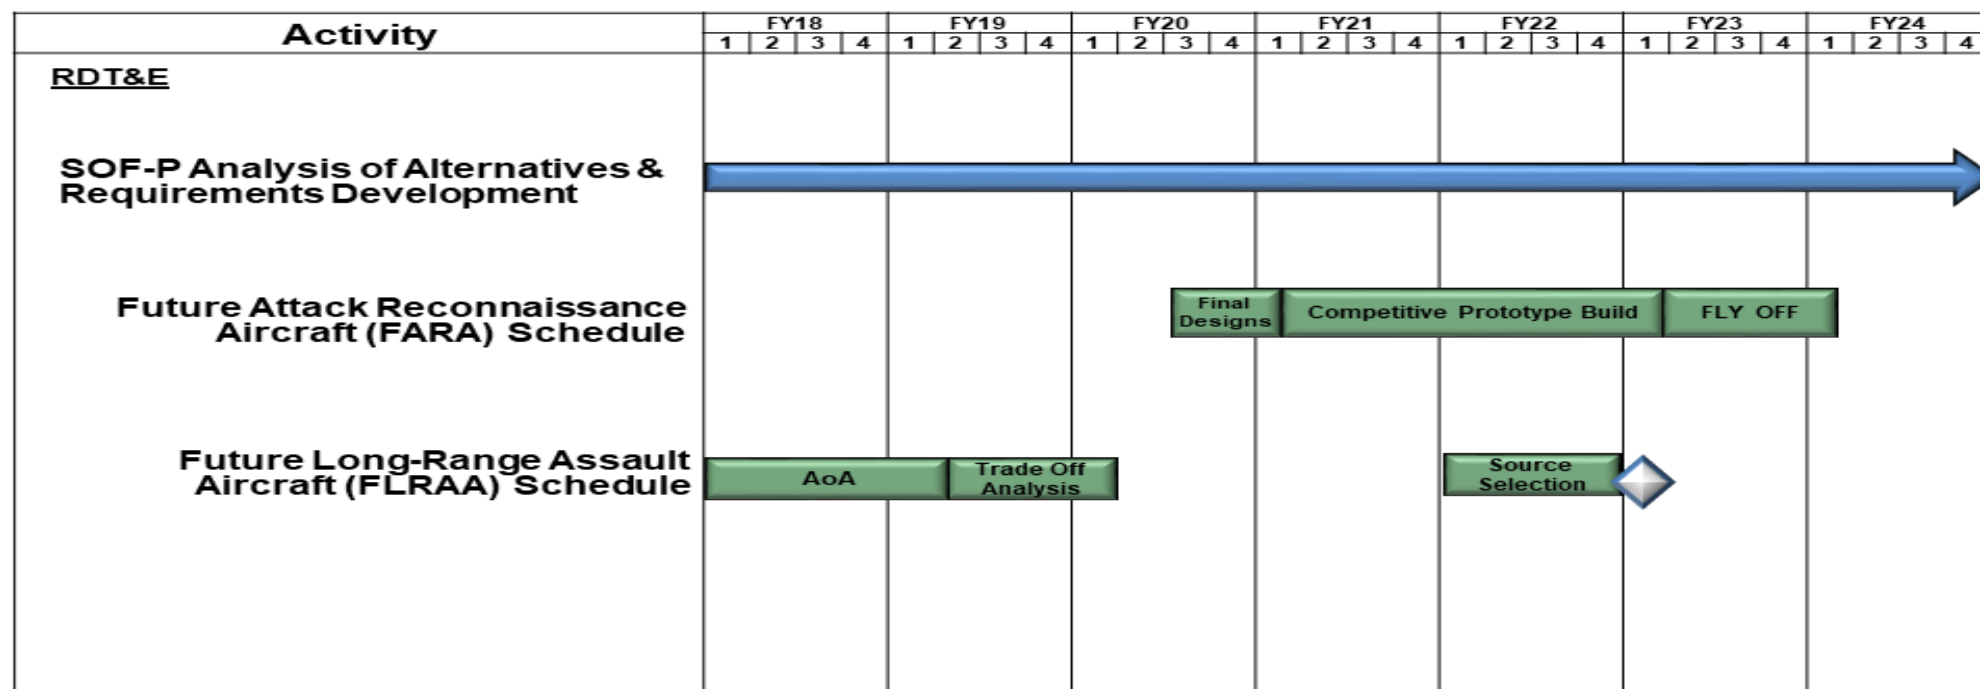 Activity
FY18 FY19 FY20 FY21 FY22 FY23 FY24
1 2 3 4 1 2 3 4 1 2 3 4 1 2 3 4 1 2 3 4 1 2 3 4 1 2 3 4
RDT&E
SOF-P Analysis of Alternatives &
Requirements Development
Future Attack Reconnaissance
Aircraft (FARA) Schedule
Final
Designs
Competitive Prototype Build
FLY OFF
Future Long-Range Assault
Aircraft (FLRAA) Schedule
AoA
Trade Off
Analysis
Source
Selection